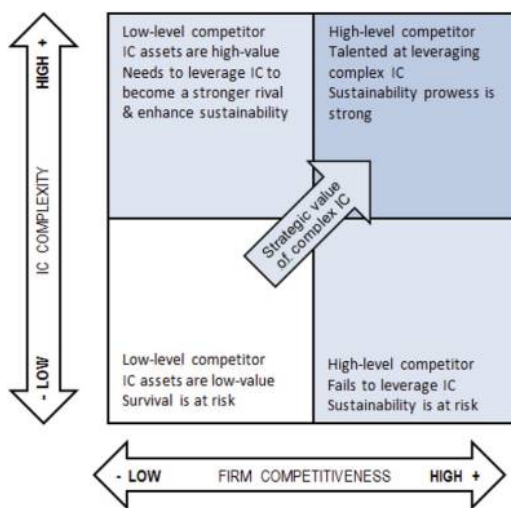 Low-level competitor
IC assets are high-value
Needs to leverage IC to
become a stronger rival
& enhance sustainability
High-level competitor
Talented at leveraging
complex IC
Sustainability prowess is
strong
HIGH +
IC COMPLEXITY
- LOW
Strategic value
of complex IC
Low-level competitor
IC assets are low-value
Survival is at risk
High-level competitor
Fails to leverage IC
Sustainability is at risk
- LOW FIRM COMPETITIVENESS HIGH +